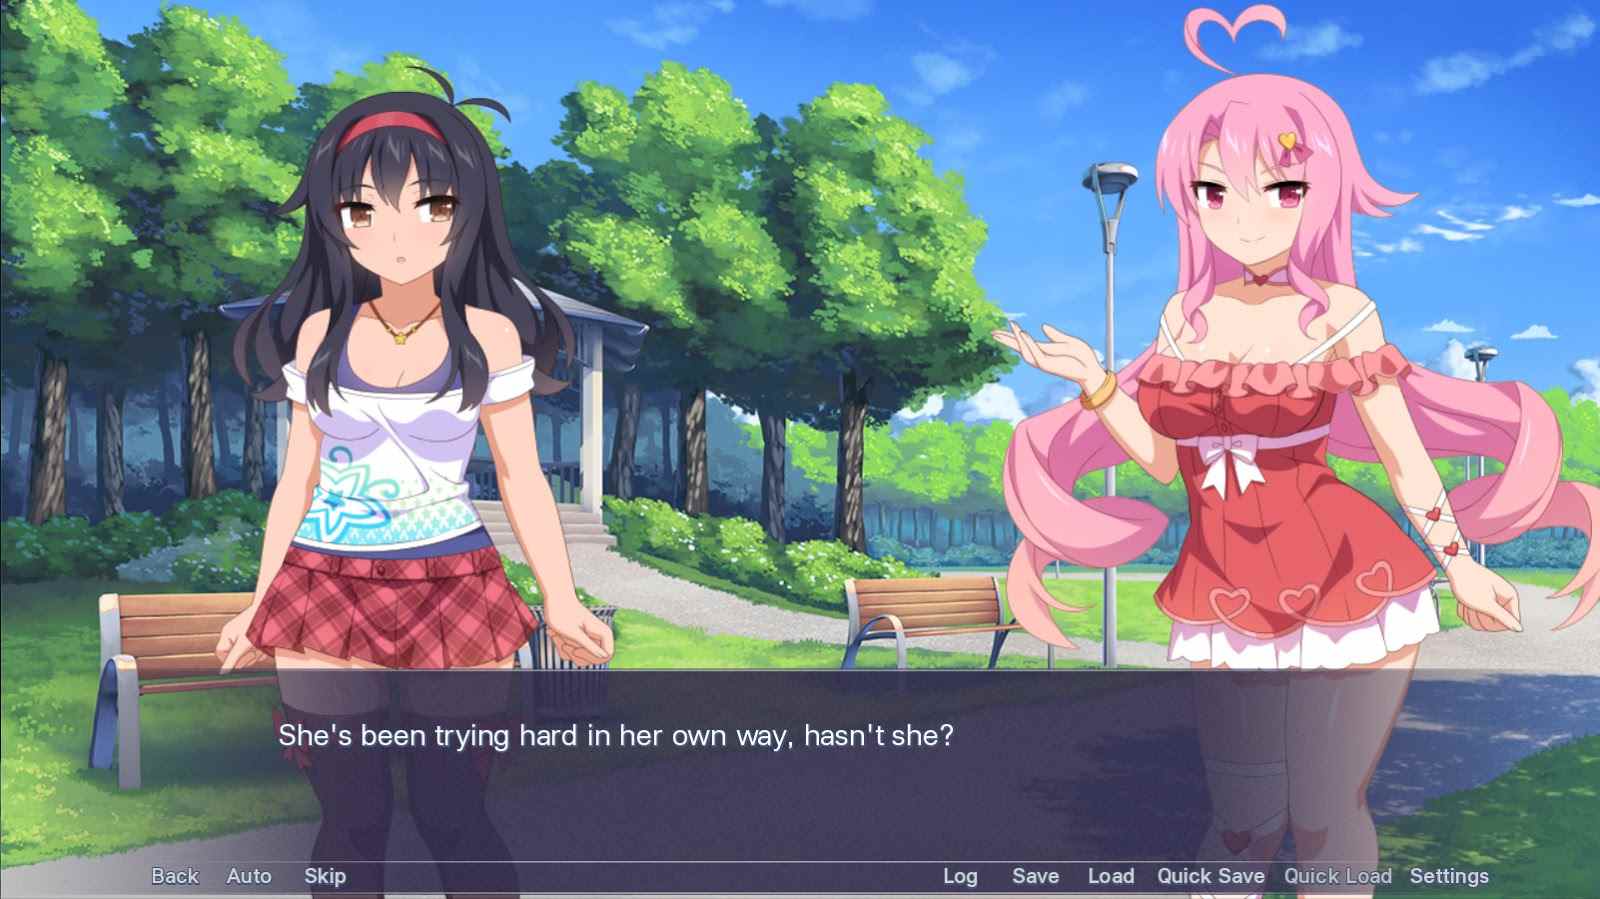 She's been trying hard in her own way, hasn't she?
Back Auto Skip Log Save Load Quick Save Quick Load Settings